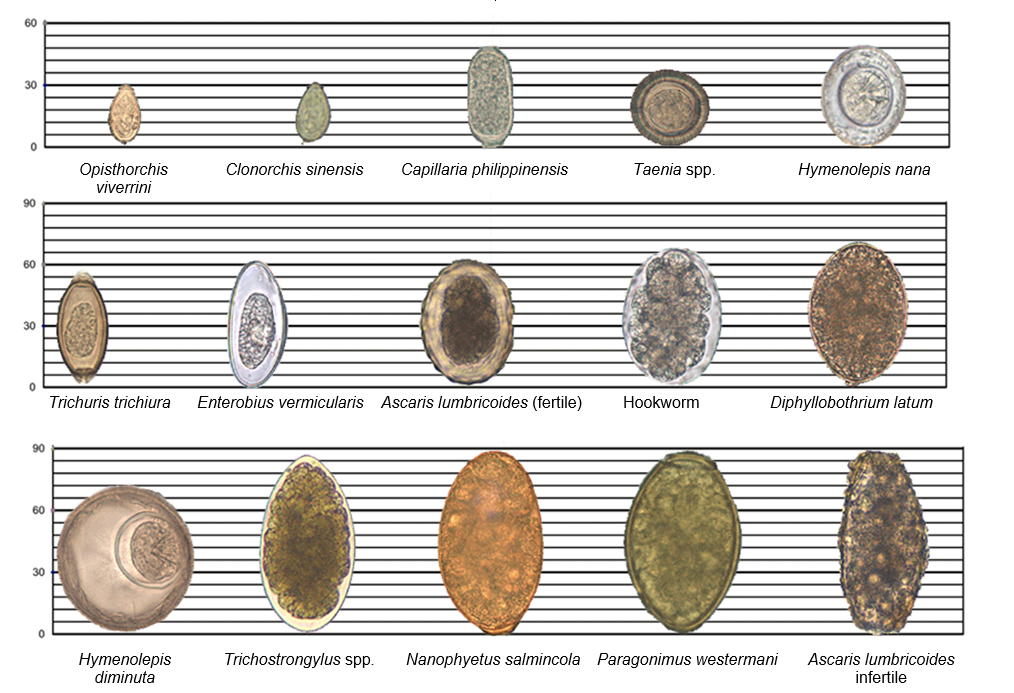 60
30
0
Opisthorchis viverrini
Clonorchis sinensis
Capillaria philippinensis
Taenia spp.
Hymenolepis nana
90
60
30
0
Trichuris trichiura
Enterobius vermicularis
Ascaris lumbricoides (fertile)
Hookworm
Diphyllobothrium latum
90
60
30
0
Hymenolepis diminuta
Trichostrongylus spp.
Nanophyetus salmincola
Paragonimus westermani
Ascaris lumbricoides infertile